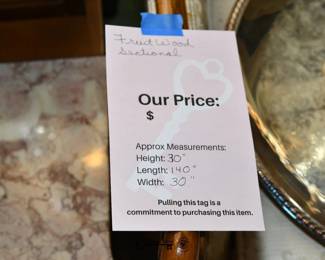 Fruit Wood
Sectional
Our Price:
$
Approx Measurements:
Height: 30"
Length: 140"
Width: 30"
Pulling this tag is a
commitment to purchasing this item.